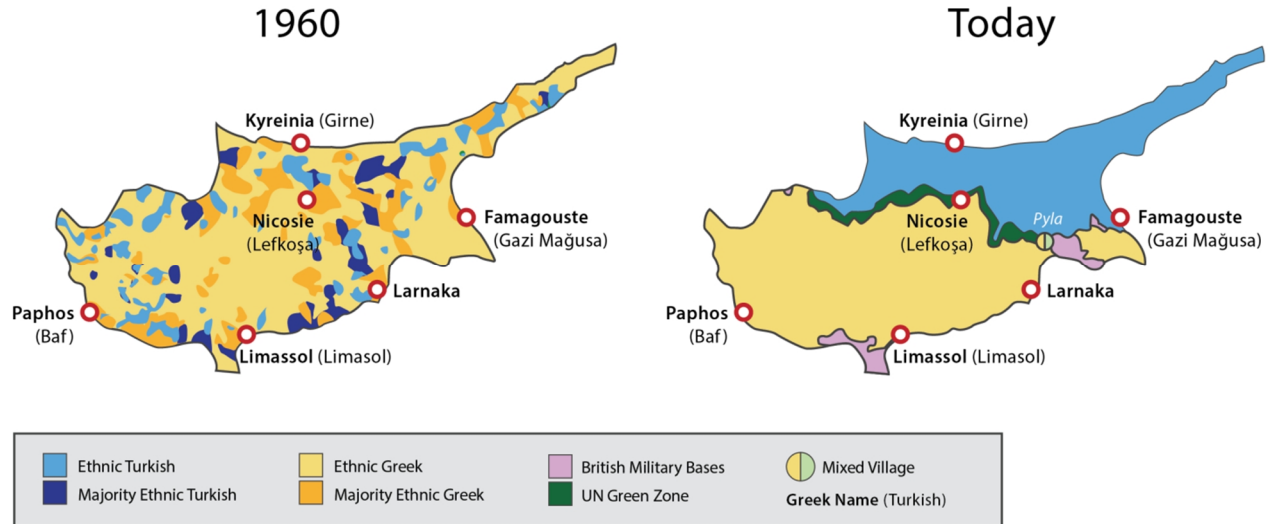 1960
Kyreinia (Girne)
Nicosie
(Lefkoşa)
Famagouste
(Gazi Mağusa)
Larnaka
Paphos
(Baf)
Limassol (Limasol)
Today
Kyreinia (Girne)
Nicosie
(Lefkoşa)
Pyla
Famagouste
(Gazi Mağusa)
Larnaka
Paphos
(Baf)
Limassol (Limasol)
Ethnic Turkish
Majority Ethnic Turkish
Ethnic Greek
Majority Ethnic Greek
British Military Bases
UN Green Zone
Mixed Village
Greek Name (Turkish)